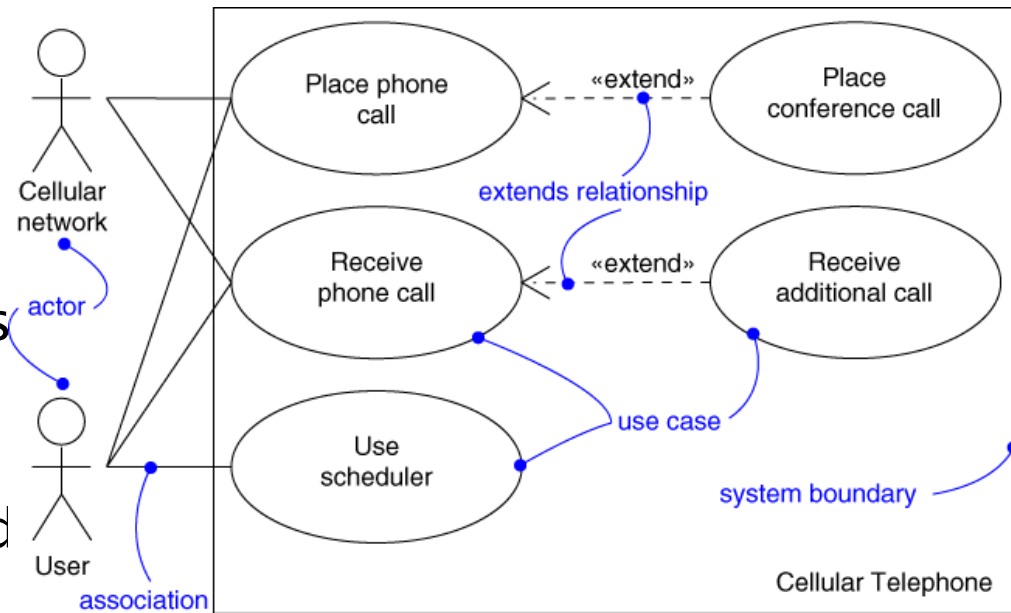 Place phone
call
«extend»
Place
conference call
Cellular
network
extends relationship
Receive
phone call
«extend»
Receive
additional call
actor
s
use case
Use
scheduler
system boundary
d
User
association
Cellular Telephone